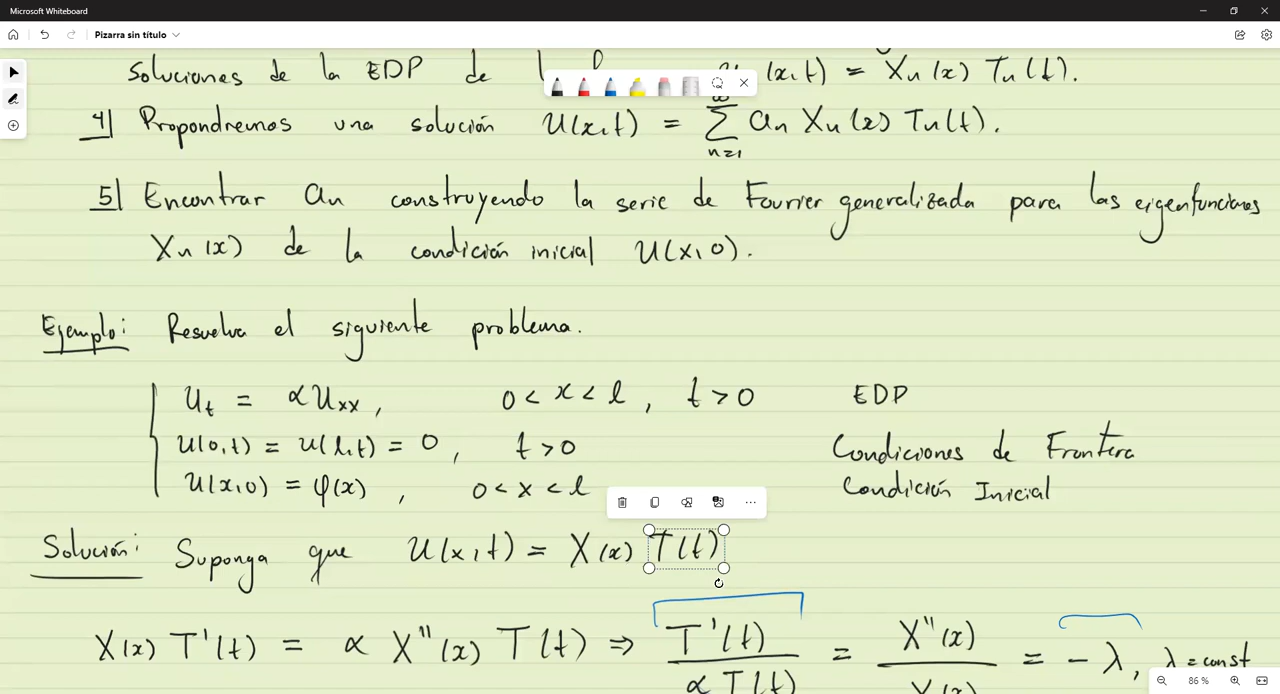 Microsoft Whiteboard
Pizarra sin título
soluciones de la EDP de (x,t) = Xn(x) Tn(t).
4| Propondremos una solución u(x,t) = ∑ n=1 ∞ an Xn(x) Tn(t).
5| Encontrar an construyendo la serie de Fourier generalizada para las eigenfunciones
Xn(x) de la condición inicial u(x,0).
Ejemplo: Resuelva el siguiente problema.
ut = αuxx, 0 < x < l, t > 0 EDP
u(0,t) = u(l,t) = 0, t > 0 Condiciones de Frontera
u(x,0) = φ(x), 0 < x < l Condición Inicial
Solución: Suponga que u(x,t) = X(x) T(t)
X(x) T'(t) = α X''(x) T(t) ⇒ T'(t) / α T(t) = X''(x) / X(x) = -λ, λ = const
86 %